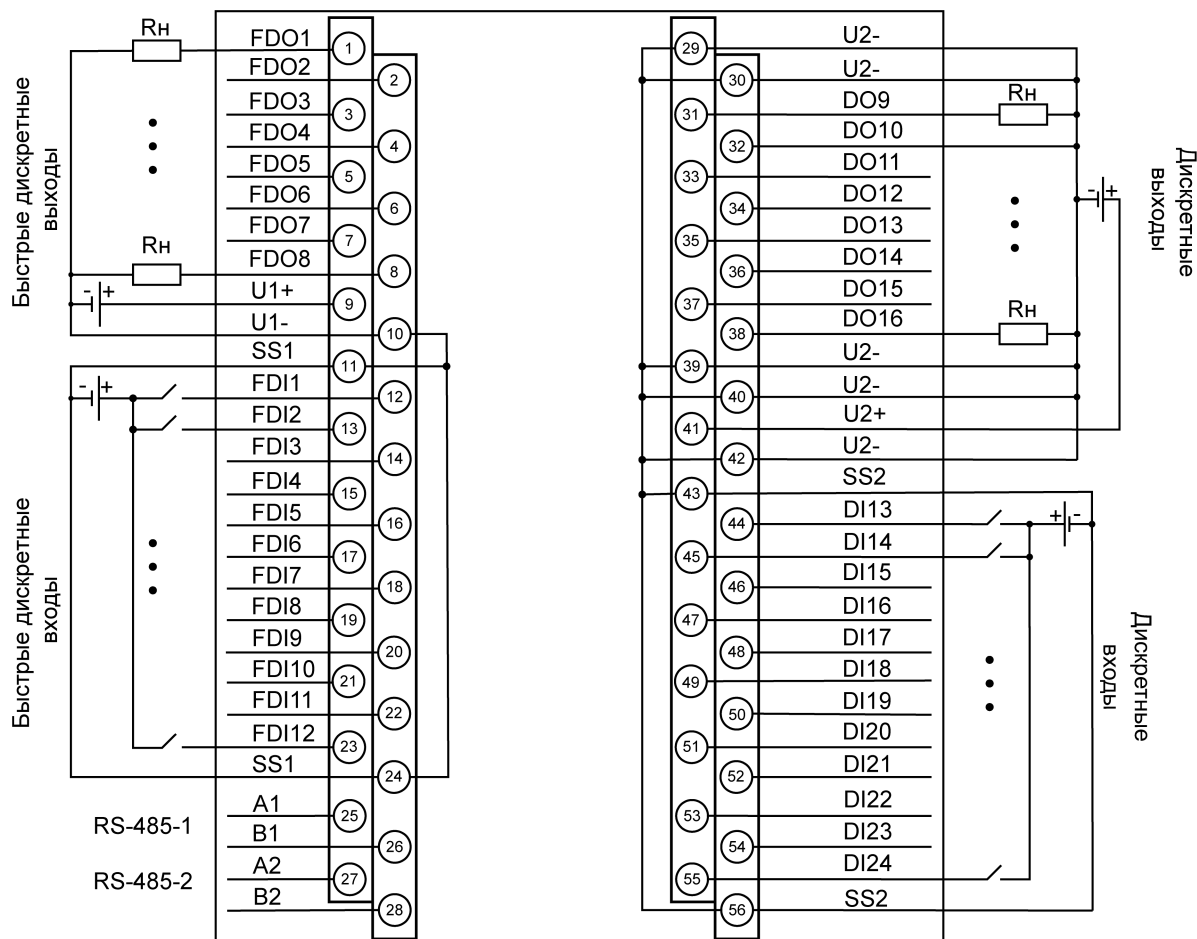 Rн
FDO1
1
FDO2
2
FDO3
3
FDO4
4
FDO5
5
FDO6
6
FDO7
7
Rн
FDO8
8
- +
U1+
9
U1-
10
Быстрые дискретные
выходы
SS1
11
- +
FDI1
12
FDI2
13
FDI3
14
FDI4
15
FDI5
16
FDI6
17
FDI7
18
FDI8
19
FDI9
20
FDI10
21
FDI11
22
FDI12
23
SS1
24
Быстрые дискретные
входы
RS-485-1
A1
25
B1
26
RS-485-2
A2
27
B2
28
29
U2-
30
U2-
31
DO9
Rн
32
DO10
33
DO11
34
DO12
- +
35
DO13
36
DO14
37
DO15
38
DO16
Rн
39
U2-
40
U2-
41
U2+
42
U2-
Дискретные
выходы
43
SS2
44
DI13
+ -
45
DI14
46
DI15
47
DI16
48
DI17
49
DI18
50
DI19
51
DI20
52
DI21
53
DI22
54
DI23
55
DI24
56
SS2
Дискретные
входы